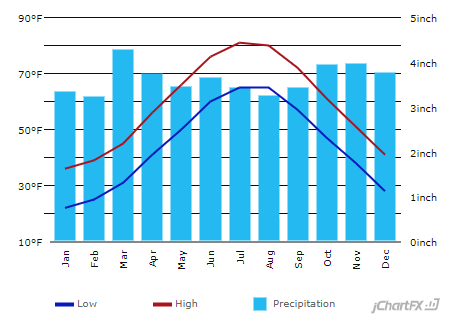 90°F 5inch
4inch
70°F
3inch
50°F
2inch
30°F
1inch
10°F 0inch
Jan Feb Mar Apr May Jun Jul Aug Sep Oct Nov Dec
Low High Precipitation
jChartFX